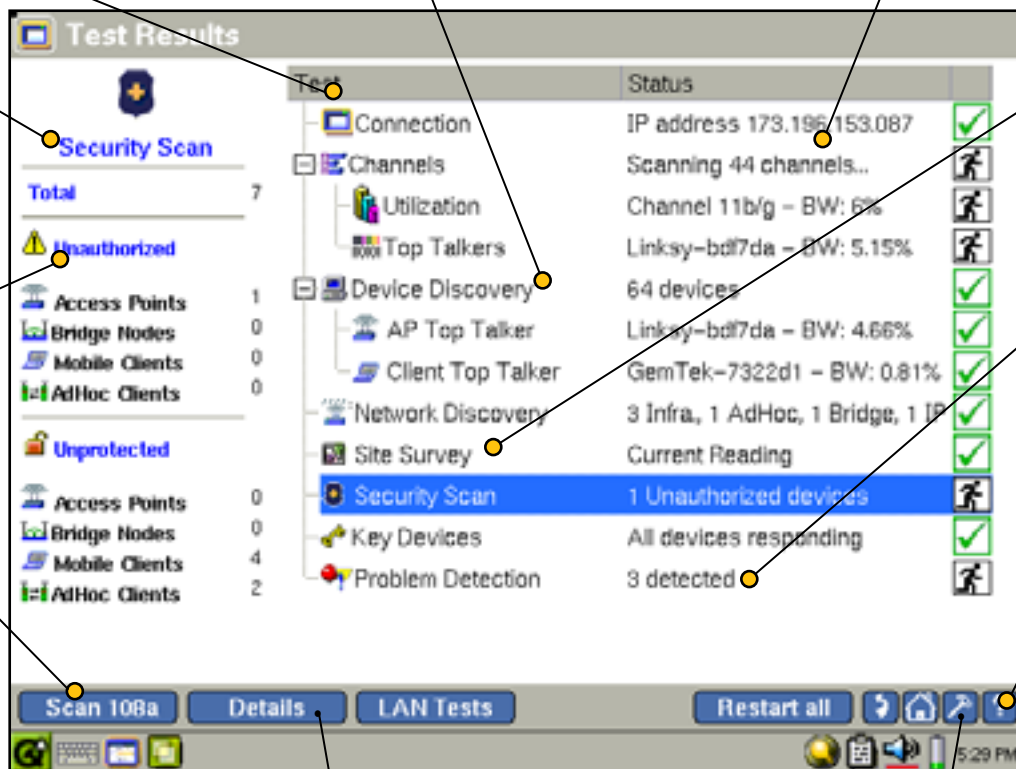 Test Results
Security Scan
Total 7
Unauthorized
Access Points 1
Bridge Nodes 0
Mobile Clients 0
AdHoc Clients 0
Unprotected
Access Points 0
Bridge Nodes 0
Mobile Clients 4
AdHoc Clients 2
Test Status
Connection IP address 173.196.153.087
Channels Scanning 44 channels...
Utilization Channel 11b/g - BW: 6%
Top Talkers Linksy-bdf7da - BW: 5.15%
Device Discovery 64 devices
AP Top Talker Linksy-bdf7da - BW: 4.66%
Client Top Talker GemTek-7322d1 - BW: 0.81%
Network Discovery 3 Infra, 1 AdHoc, 1 Bridge, 1 IB
Site Survey Current Reading
Security Scan 1 Unauthorized devices
Key Devices All devices responding
Problem Detection 3 detected
Scan 108a Details LAN Tests Restart all ?
5:29 PM